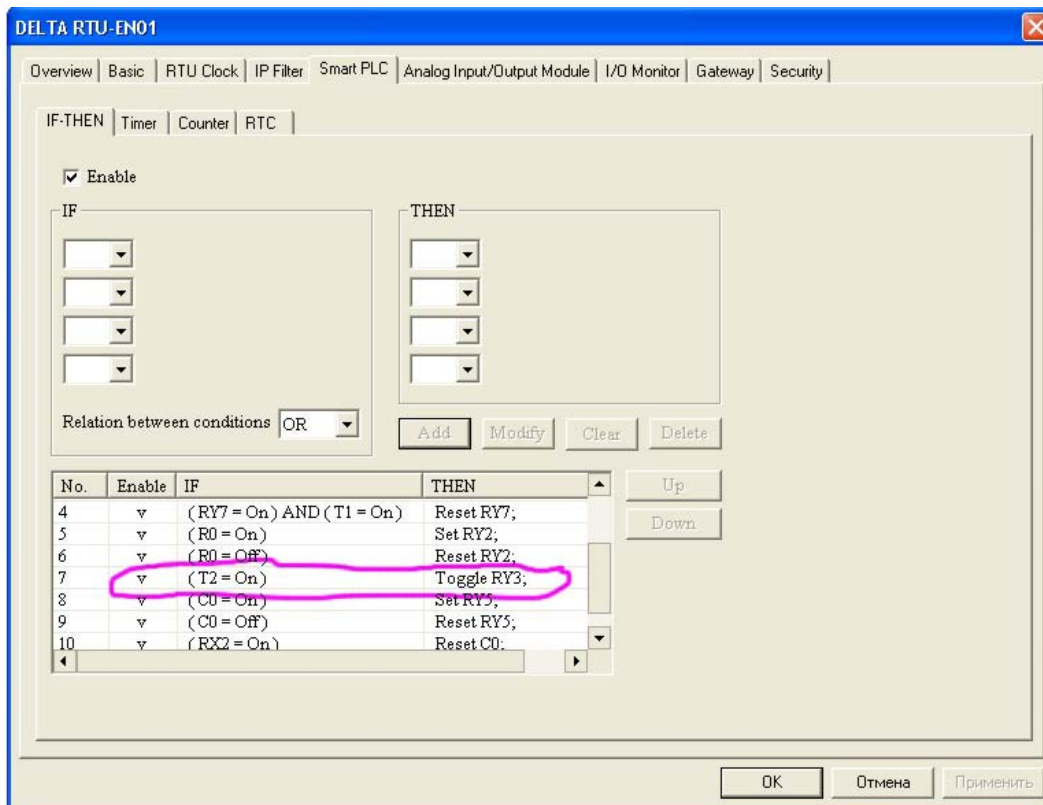 DELTA RTU-EN01
Overview Basic RTU Clock IP Filter Smart PLC Analog Input/Output Module I/O Monitor Gateway Security
IF-THEN Timer Counter RTC
Enable
IF THEN
Relation between conditions OR
Add Modify Clear Delete
No. Enable IF THEN Up
4 v (RY7 = On) AND (T1 = On) Reset RY7;
Down
5 v (R0 = On) Set RY2;
6 v (R0 = Off) Reset RY2;
7 v (T2 = On) Toggle RY3;
8 v (C0 = On) Set RY5;
9 v (C0 = Off) Reset RY5;
10 v (RX2 = On) Reset C0;
OK Отмена Применить